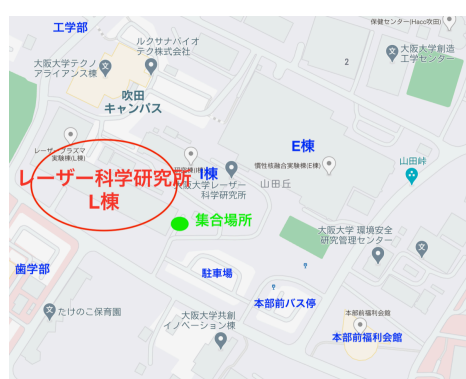 工学部
保健センター(Haco吹田)
ルクサナバイオ
テク株式会社
大阪大学創造
工学センター
大阪大学テクノ
アライアンス棟
2
吹田
キャンパス
E棟
レーザープラズマ
実験棟(L棟)
慣性核融合実験棟(E棟)
山田峠
I棟
レーザー科学研究所
L棟
大阪大学レーザー
科学研究所
山田丘
集合場所
大阪大学 環境安全
研究管理センター
歯学部
駐車場
本部前バス停
たけのこ保育園
大阪大学共創
イノベーション棟
本部前福利会館
本部前福利会館